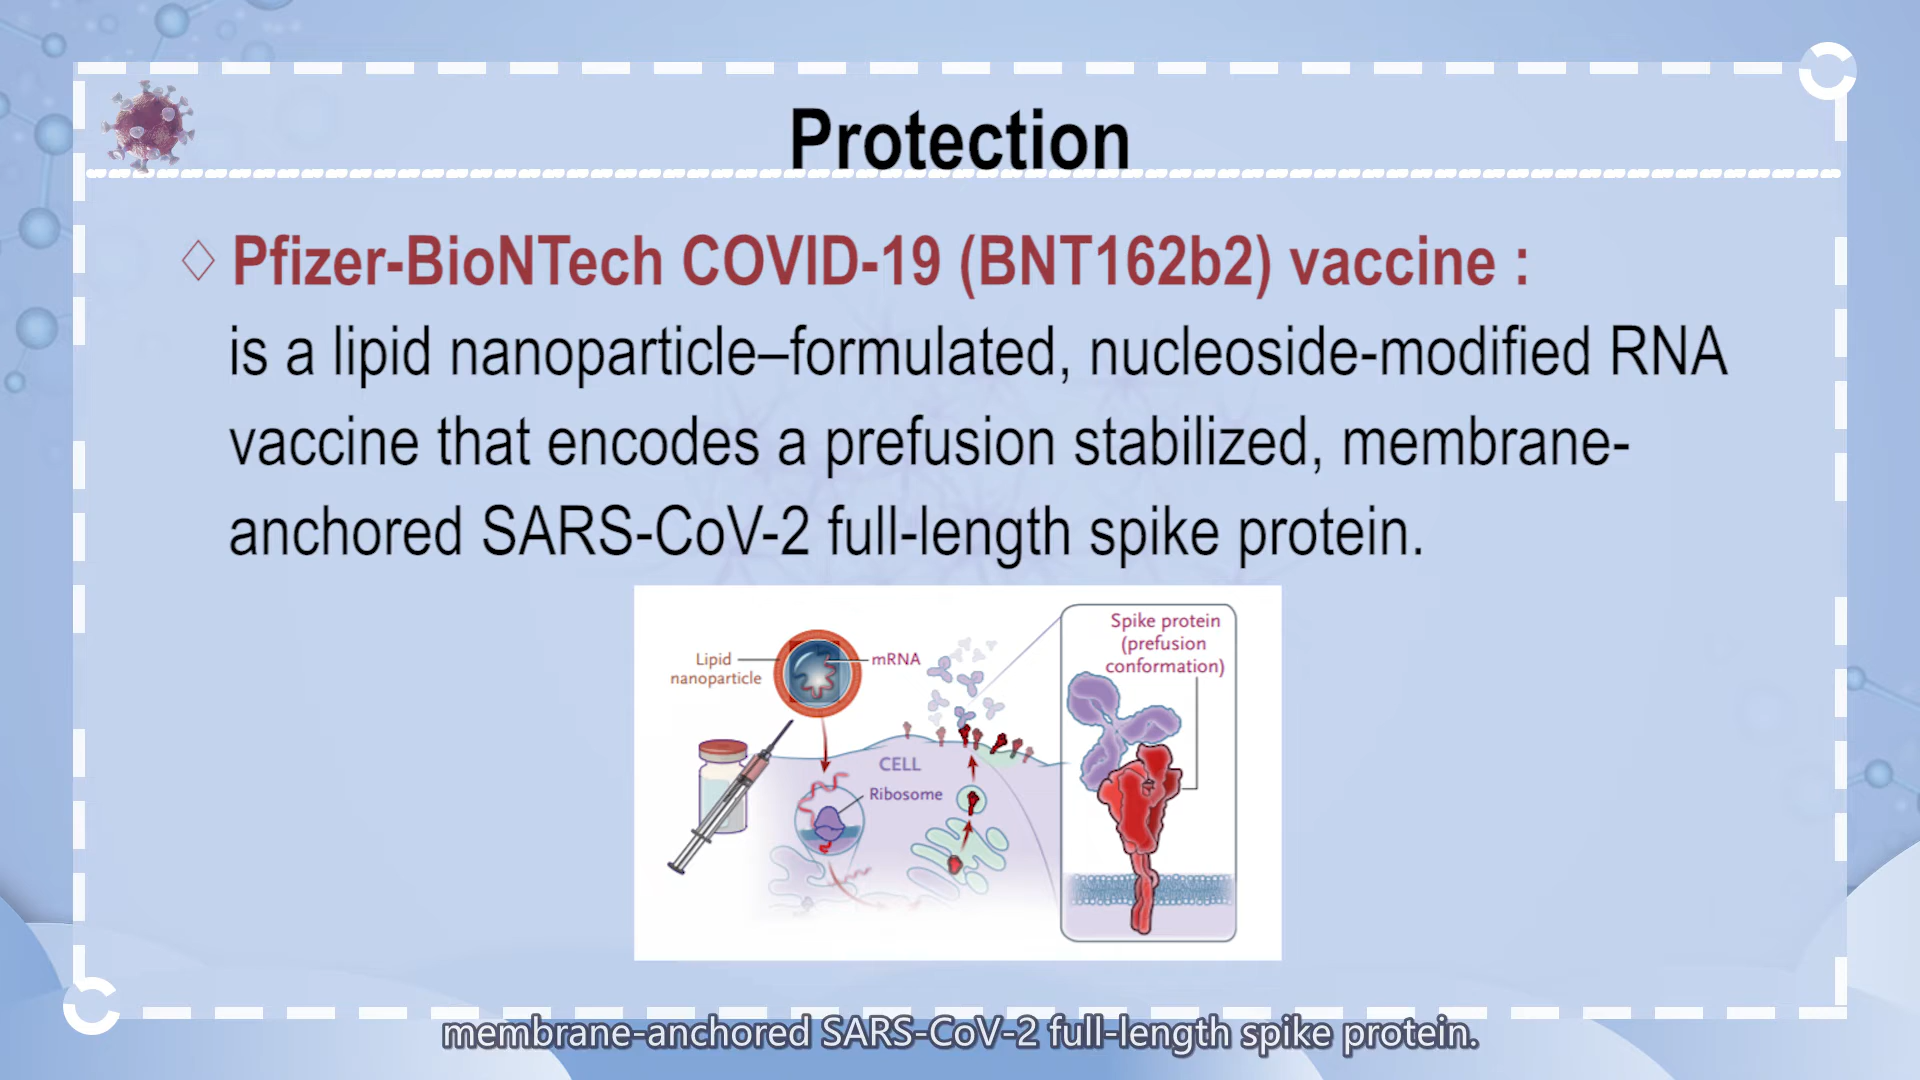 Protection
♢ Pfizer-BioNTech COVID-19 (BNT162b2) vaccine :
is a lipid nanoparticle–formulated, nucleoside-modified RNA
vaccine that encodes a prefusion stabilized, membrane-
anchored SARS-CoV-2 full-length spike protein.
Lipid
nanoparticle
mRNA
CELL
Ribosome
Spike protein
(prefusion
conformation)
membrane-anchored SARS-CoV-2 full-length spike protein.